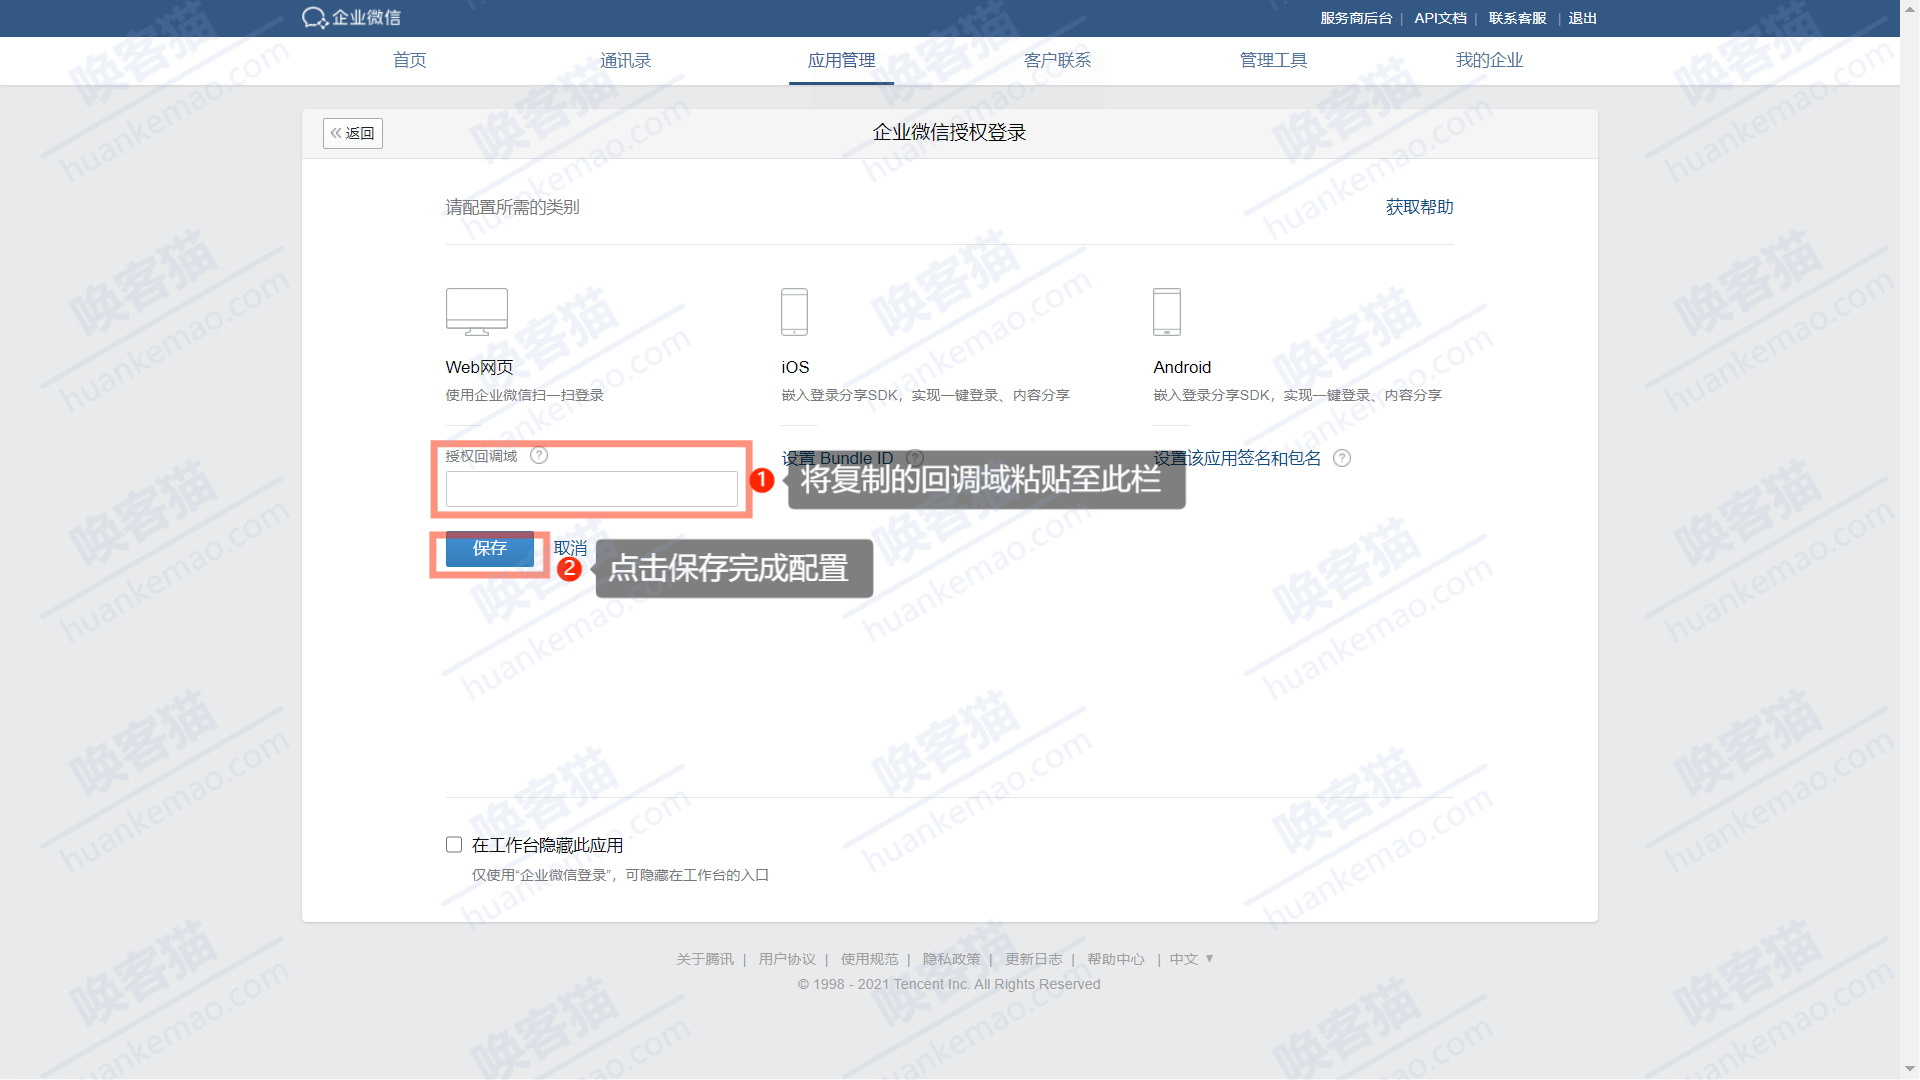 企业微信
服务商后台 | API文档 | 联系客服 | 退出
首页 通讯录 应用管理 客户联系 管理工具 我的企业
« 返回
企业微信授权登录
请配置所需的类别
获取帮助
Web网页
使用企业微信扫一扫登录
iOS
嵌入登录分享SDK，实现一键登录、内容分享
Android
嵌入登录分享SDK，实现一键登录、内容分享
授权回调域 ?
设置 Bundle ID ?
设置该应用签名和包名 ?
1 将复制的回调域粘贴至此栏
保存 取消
2 点击保存完成配置
在工作台隐藏此应用
仅使用“企业微信登录”，可隐藏在工作台的入口
关于腾讯 | 用户协议 | 使用规范 | 隐私政策 | 更新日志 | 帮助中心 | 中文 ▼
© 1998 - 2021 Tencent Inc. All Rights Reserved
唤客猫
huankemao.com